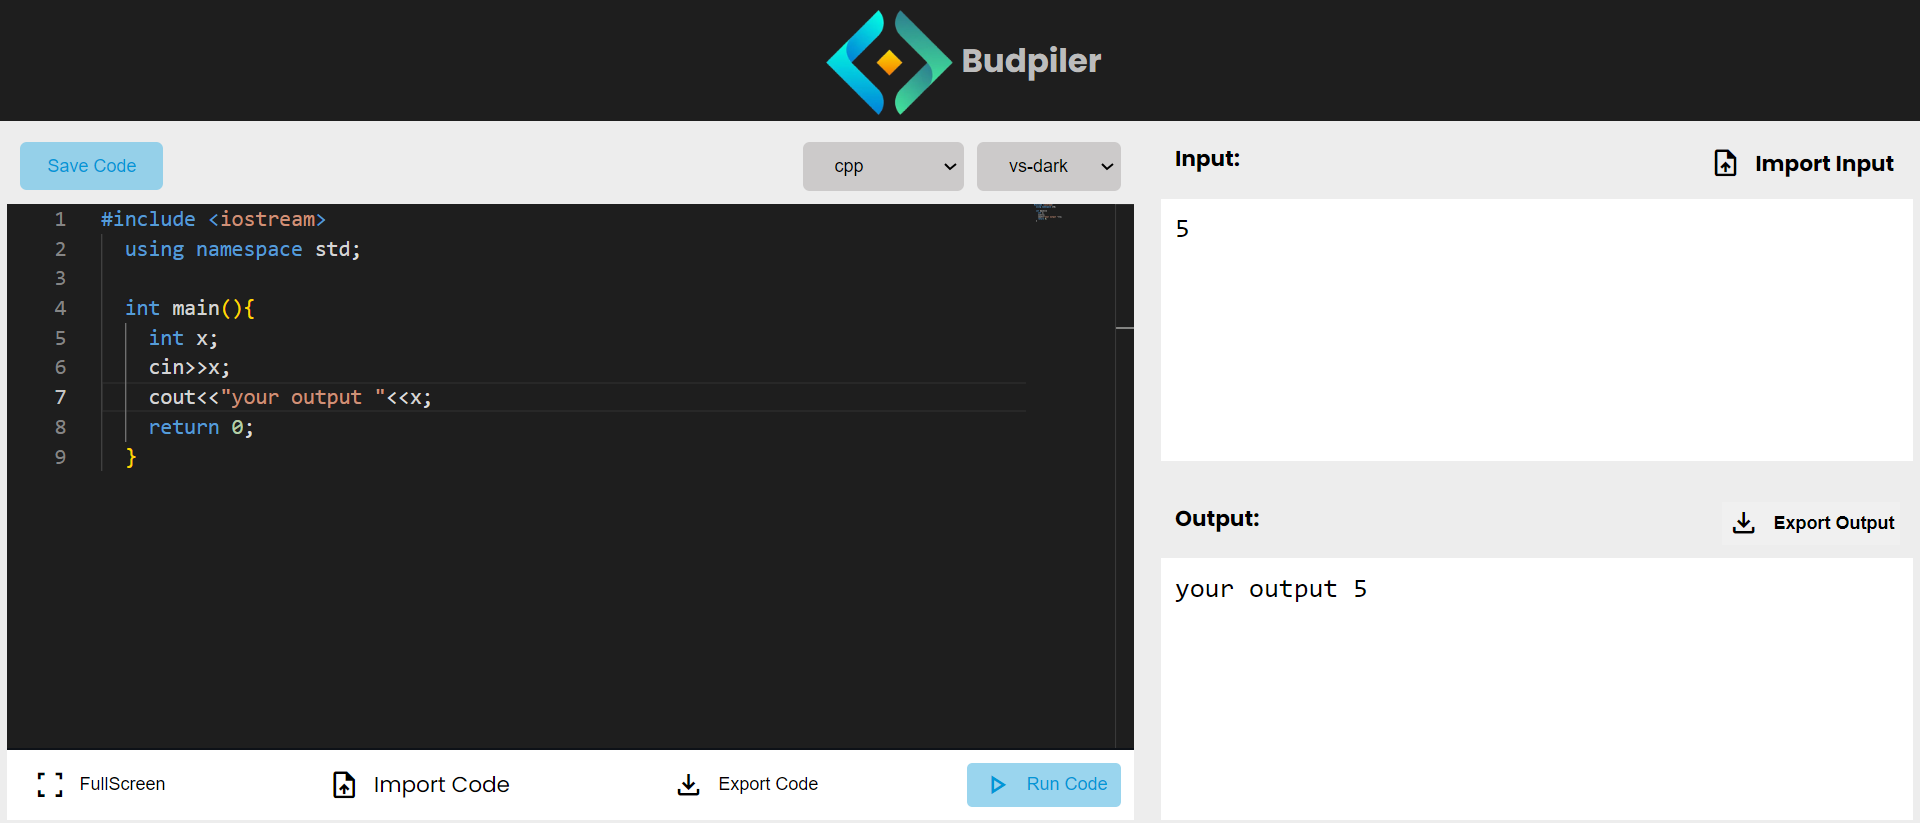 Budpiler
Save Code
cpp
vs-dark
1 #include <iostream>
2 using namespace std;
3
4 int main(){
5 int x;
6 cin>>x;
7 cout<<"your output "<<x;
8 return 0;
9 }
FullScreen
Import Code
Export Code
Run Code
Input:
Import Input
5
Output:
Export Output
your output 5